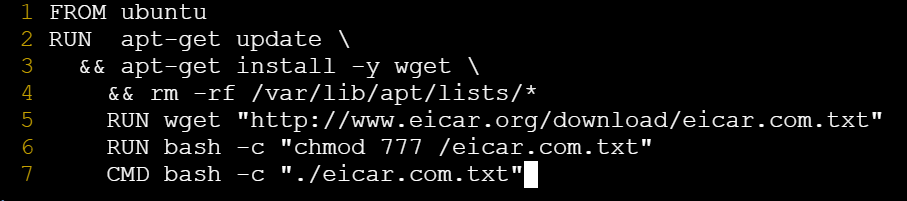 1 FROM ubuntu
2 RUN  apt-get update \
3   && apt-get install -y wget \
4     && rm -rf /var/lib/apt/lists/*
5     RUN wget "http://www.eicar.org/download/eicar.com.txt"
6     RUN bash -c "chmod 777 /eicar.com.txt"
7     CMD bash -c "./eicar.com.txt"